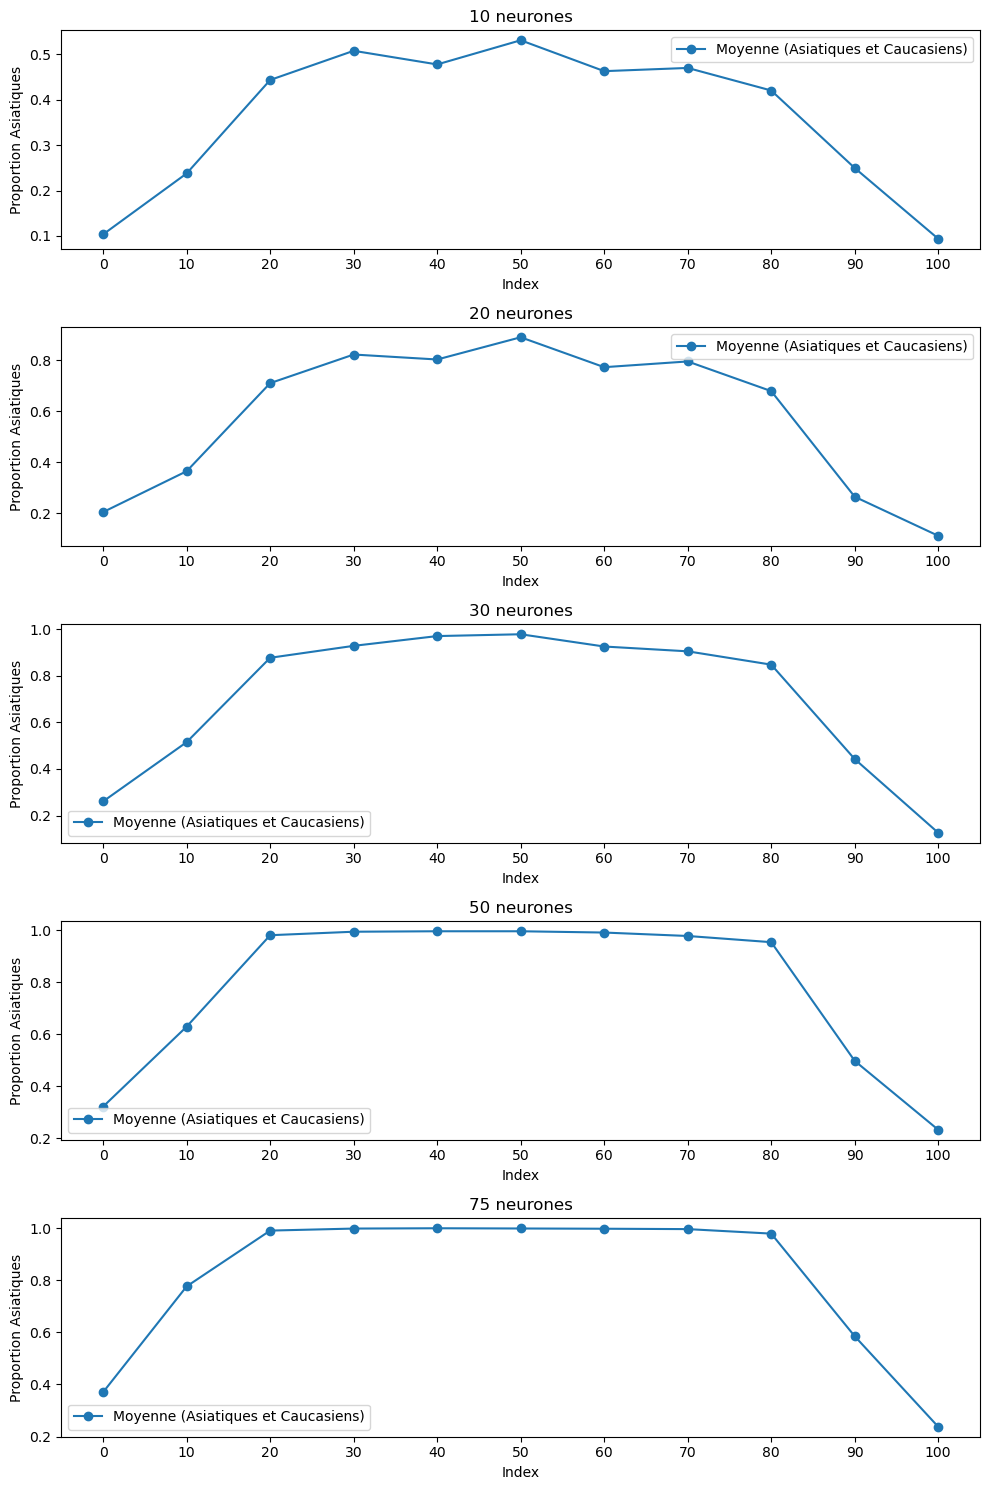 10 neurones
Moyenne (Asiatiques et Caucasiens)
Proportion Asiatiques
0.5
0.4
0.3
0.2
0.1
0 10 20 30 40 50 60 70 80 90 100
Index
20 neurones
Moyenne (Asiatiques et Caucasiens)
Proportion Asiatiques
0.8
0.6
0.4
0.2
0 10 20 30 40 50 60 70 80 90 100
Index
30 neurones
Proportion Asiatiques
1.0
0.8
0.6
0.4
0.2
Moyenne (Asiatiques et Caucasiens)
0 10 20 30 40 50 60 70 80 90 100
Index
50 neurones
Proportion Asiatiques
1.0
0.8
0.6
0.4
0.2
Moyenne (Asiatiques et Caucasiens)
0 10 20 30 40 50 60 70 80 90 100
Index
75 neurones
Proportion Asiatiques
1.0
0.8
0.6
0.4
0.2
Moyenne (Asiatiques et Caucasiens)
0 10 20 30 40 50 60 70 80 90 100
Index